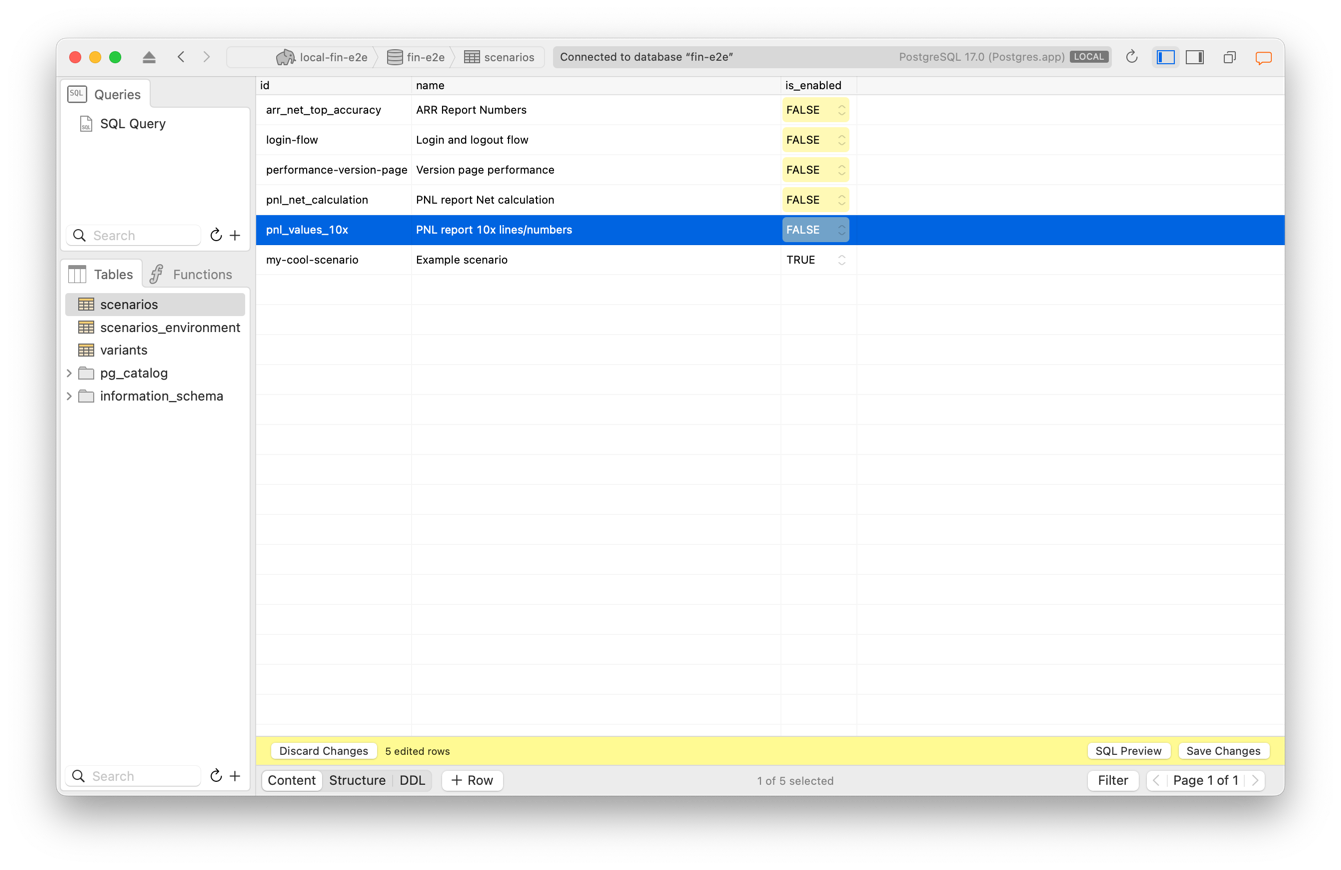 local-fin-e2e fin-e2e scenarios Connected to database “fin-e2e” PostgreSQL 17.0 (Postgres.app) LOCAL
SQL Queries
SQL SQL Query
Search
Tables Functions
scenarios
scenarios_environment
variants
pg_catalog
information_schema
Search
id name is_enabled
arr_net_top_accuracy ARR Report Numbers FALSE
login-flow Login and logout flow FALSE
performance-version-page Version page performance FALSE
pnl_net_calculation PNL report Net calculation FALSE
pnl_values_10x PNL report 10x lines/numbers FALSE
my-cool-scenario Example scenario TRUE
Discard Changes 5 edited rows SQL Preview Save Changes
Content Structure DDL + Row 1 of 5 selected Filter Page 1 of 1